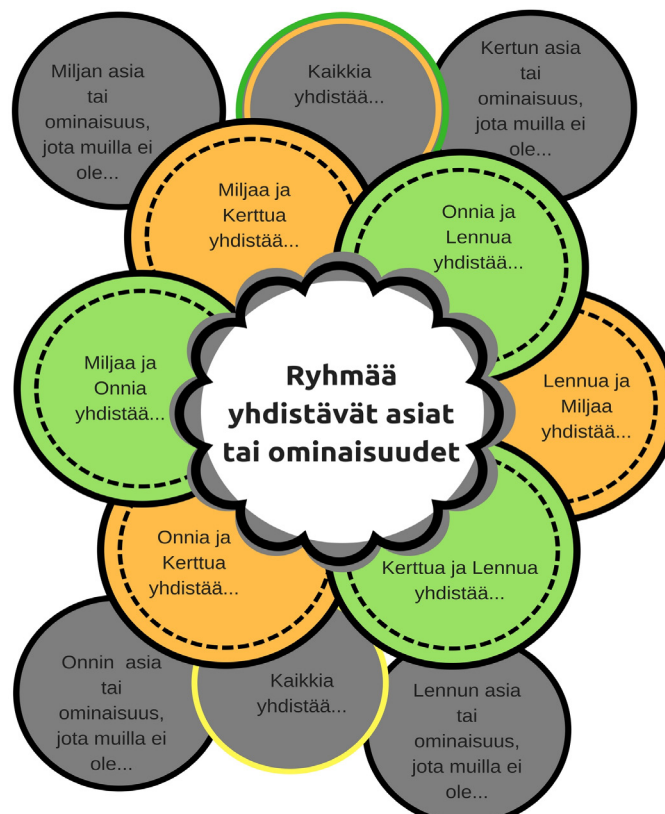 Miljan asia
tai
ominaisuus,
jota muilla ei
ole...
Kaikkia
yhdistää...
Kertun asia
tai
ominaisuus,
jota muilla ei
ole...
Miljaa ja
Kerttua
yhdistää...
Onnia ja
Lennua
yhdistää...
Miljaa ja
Onnia
yhdistää...
Ryhmää
yhdistävät asiat
tai ominaisuudet
Lennua ja
Miljaa
yhdistää...
Onnia ja
Kerttua
yhdistää...
Kerttua ja Lennua
yhdistää...
Onnin asia
tai
ominaisuus,
jota muilla ei
ole...
Kaikkia
yhdistää...
Lennun asia
tai
ominaisuus,
jota muilla ei
ole...